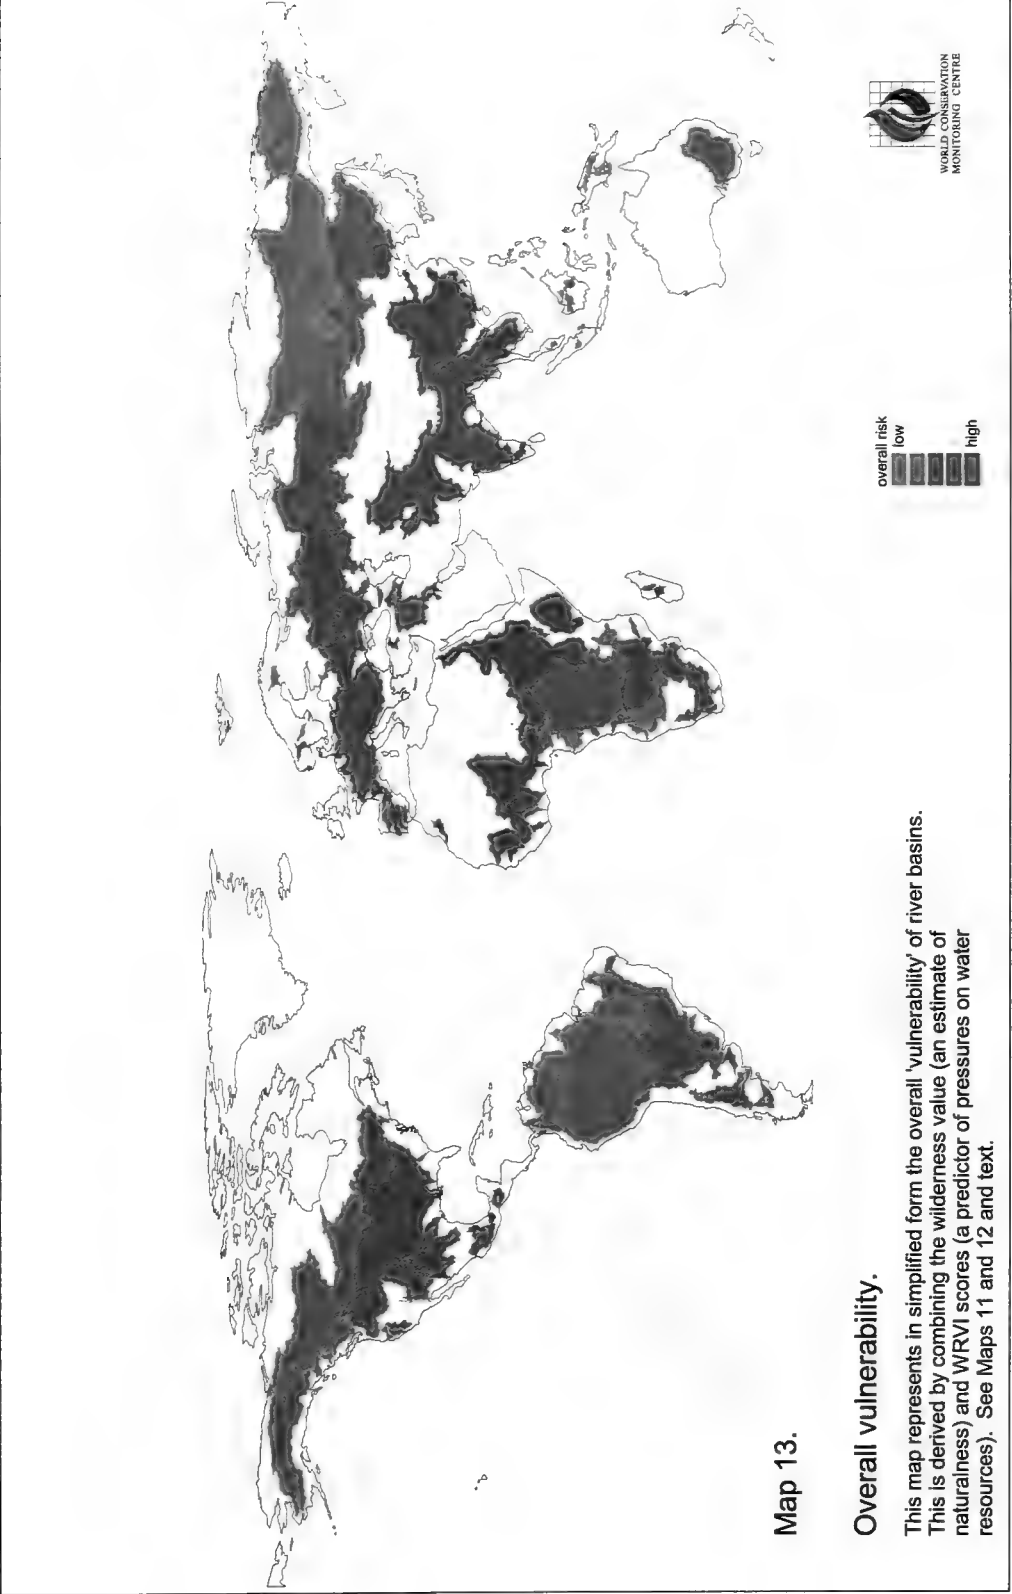 Map 13.
Overall vulnerability.
This map represents in simplified form the overall 'vulnerability' of river basins.
This is derived by combining the wilderness value (an estimate of
naturalness) and WRVI scores (a predictor of pressures on water
resources). See Maps 11 and 12 and text.
overall risk
low
high
WORLD CONSERVATION
MONITORING CENTRE